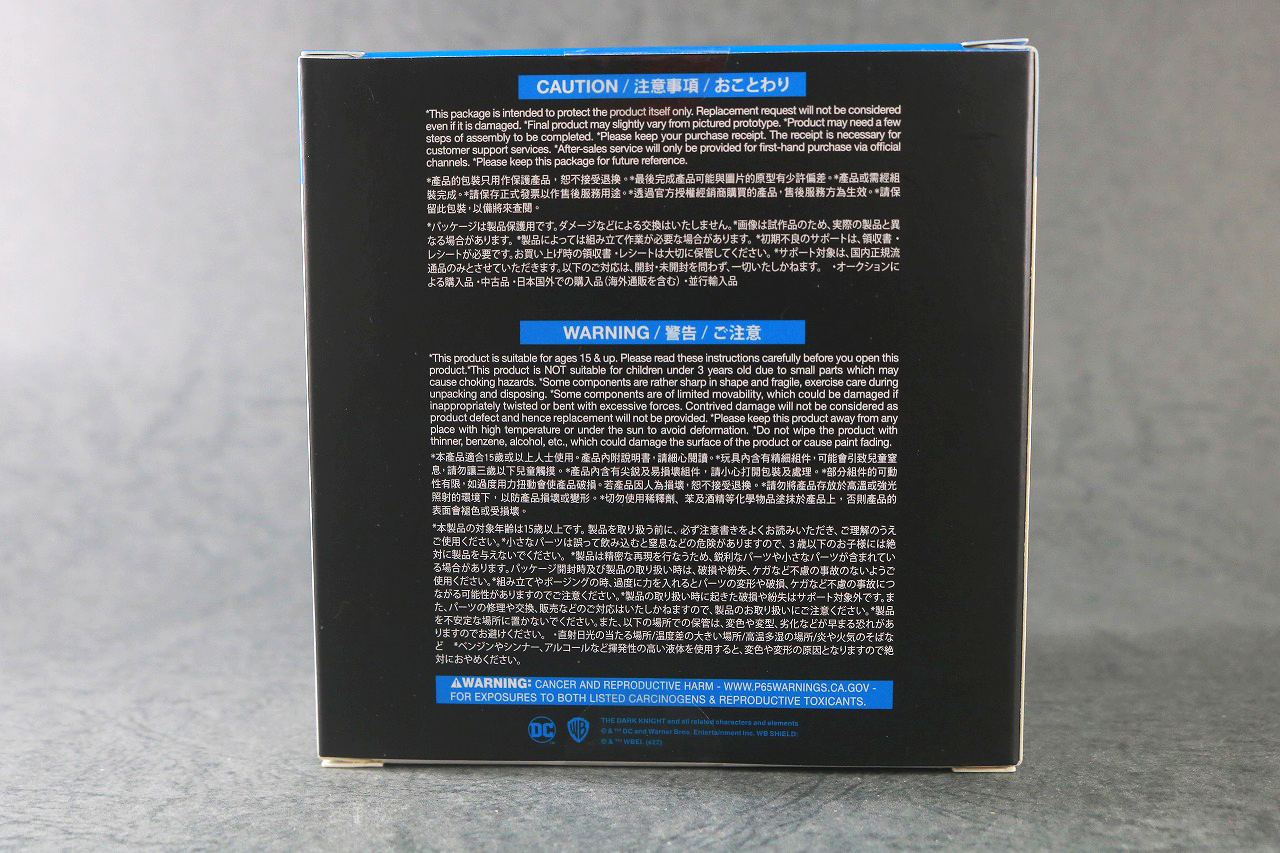 CAUTION / 注意事項 / おことわり
*This package is intended to protect the product itself only. Replacement request will not be considered
even if it is damaged. *Final product may slightly vary from pictured prototype. *Product may need a few
steps of assembly to be completed. *Please keep your purchase receipt. The receipt is necessary for
customer support services. *After-sales service will only be provided for first-hand purchase via official
channels. *Please keep this package for future reference.
*產品的包裝只用作保護產品，恕不接受退換。*最後完成產品可能與圖片的原型有少許偏差。*產品或需經組
裝完成。*請保存正式發票以作售後服務用途。*透過官方授權經銷商購買的產品，售後服務方為生效。*請保
留此包裝，以備將來查閱。
*パッケージは製品保護用です。ダメージなどによる交換はいたしません。*画像は試作品のため、実際の製品と異
なる場合があります。*製品によっては組み立て作業が必要な場合があります。*初期不良のサポートは、領収書・
レシートが必要です。お買い上げ時の領収書・レシートは大切に保管してください。*サポート対象は、国内正規流
通品のみとさせていただきます。以下のご対応は、開封・未開封を問わず、一切いたしかねます。 ・オークションに
よる購入品 ・中古品 ・日本国外での購入品（海外通販を含む）・並行輸入品
WARNING / 警告 / ご注意
*This product is suitable for ages 15 & up. Please read these instructions carefully before you open this
product.*This product is NOT suitable for children under 3 years old due to small parts which may
cause choking hazards. *Some components are rather sharp in shape and fragile, exercise care during
unpacking and disposing. *Some components are of limited movability, which could be damaged if
inappropriately twisted or bent with excessive forces. Contrived damage will not be considered as
product defect and hence replacement will not be provided. *Please keep this product away from any
place with high temperature or under the sun to avoid deformation. *Do not wipe the product with
thinner, benzene, alcohol, etc., which could damage the surface of the product or cause paint fading.
*本產品適合15歲或以上人士使用。產品內附說明書，請細心閱讀。*玩具內含有精細組件，可能會引致兒童窒
息，請勿讓三歲以下兒童觸摸。*產品內含有尖銳及易損壞組件，請小心打開包裝及處理。*部分組件的可動
性有限，如過度用力扭動會使產品破損。若產品因人為損壞，恕不接受退換。*請勿將產品存放於高溫或強光
照射的環境下，以防產品損壞或變形。*切勿使用稀釋劑、苯及酒精等化學物品塗抹於產品上，否則產品的
表面會褪色或受損壞。
*本製品の対象年齢は15歳以上です。製品を取り扱う前に、必ず注意書きをよくお読みいただき、ご理解のうえ
ご使用ください。*小さなパーツは誤って飲み込むと窒息などの危険がありますので、3歳以下のお子様には絶
対に製品を与えないでください。*製品は精密な再現を行なうため、鋭利なパーツや小さなパーツが含まれてい
る場合があります。パッケージ開封時及び製品の取り扱い時は、破損や紛失、ケガなど不慮の事故のないようご
使用ください。*組み立てやポージングの時、過度に力を入れるとパーツの変形や破損、ケガなど不慮の事故につ
ながる可能性がありますのでご注意ください。*製品の取り扱い時に起きた破損や紛失はサポート対象外です。ま
た、パーツの修理や交換、販売などのご対応はいたしかねますので、製品のお取り扱いにご注意ください。*製品
を不安定な場所に置かないでください。また、以下の場所での保管は、変色や変型、劣化などが早まる恐れがあ
りますのでお避けください。 ・直射日光の当たる場所/温度差の大きい場所/高温多湿の場所/炎や火気のそばな
ど *ベンジンやシンナー、アルコールなど揮発性の高い液体を使用すると、変色や変形の原因となりますので絶
対におやめください。
⚠WARNING: CANCER AND REPRODUCTIVE HARM - WWW.P65WARNINGS.CA.GOV -
FOR EXPOSURES TO BOTH LISTED CARCINOGENS & REPRODUCTIVE TOXICANTS.
DC WB THE DARK KNIGHT and all related characters and elements
© & ™ DC and Warner Bros. Entertainment Inc. WB SHIELD:
© & ™ WBEI. (s22)